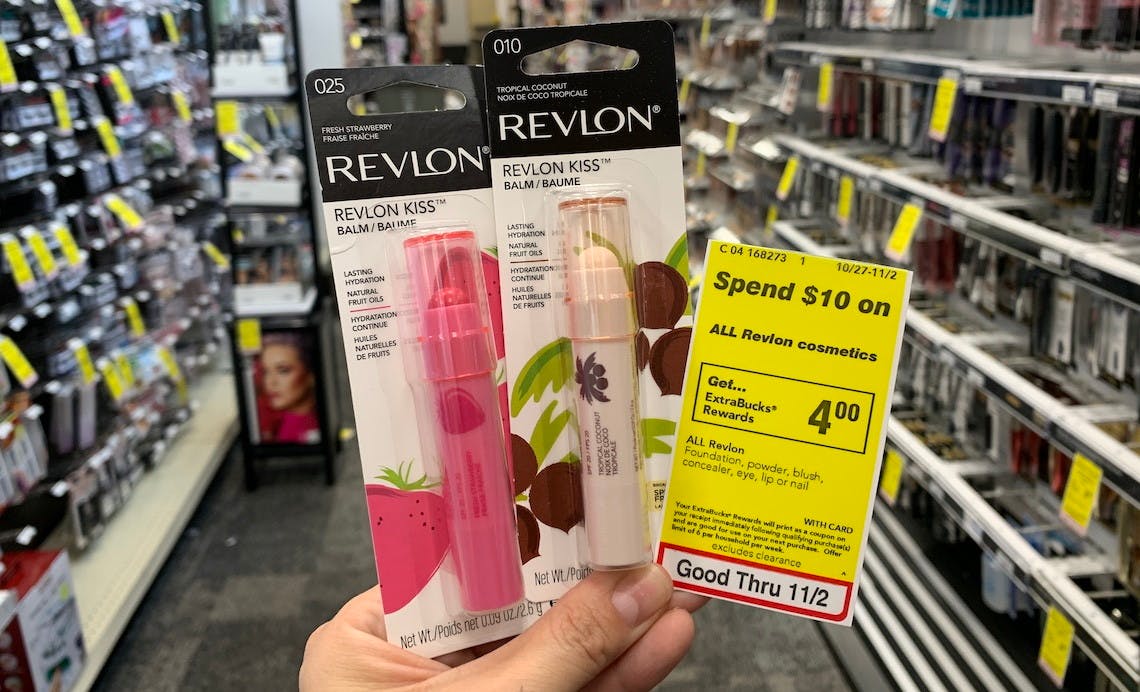 025
FRESH STRAWBERRY
FRAISE FRAÎCHE
REVLON®
REVLON KISS™
BALM / BAUME
LASTING
HYDRATION
NATURAL
FRUIT OILS
HYDRATATION
CONTINUE
HUILES
NATURELLES
DE FRUITS
Net Wt./Poids net 0.09 oz/2.6 g
010
TROPICAL COCONUT
NOIX DE COCO TROPICALE
REVLON®
REVLON KISS™
BALM / BAUME
LASTING
HYDRATION
NATURAL
FRUIT OILS
HYDRATATION
CONTINUE
HUILES
NATURELLES
DE FRUITS
SPF 20 / FPS 20
TROPICAL COCONUT
NOIX DE COCO
TROPICALE
Net Wt./Poids
C 04 168273 1 10/27-11/2
Spend $10 on
ALL Revlon cosmetics
Get...
ExtraBucks®
Rewards
4⁰⁰
ALL Revlon
Foundation, powder, blush,
concealer, eye, lip or nail
WITH CARD
Your ExtraBucks® Rewards will print as a coupon on
your receipt immediately following qualifying purchase(s)
and are good for use on your next purchase. Offer
limit of 6 per household per week.
excludes clearance
Good Thru 11/2